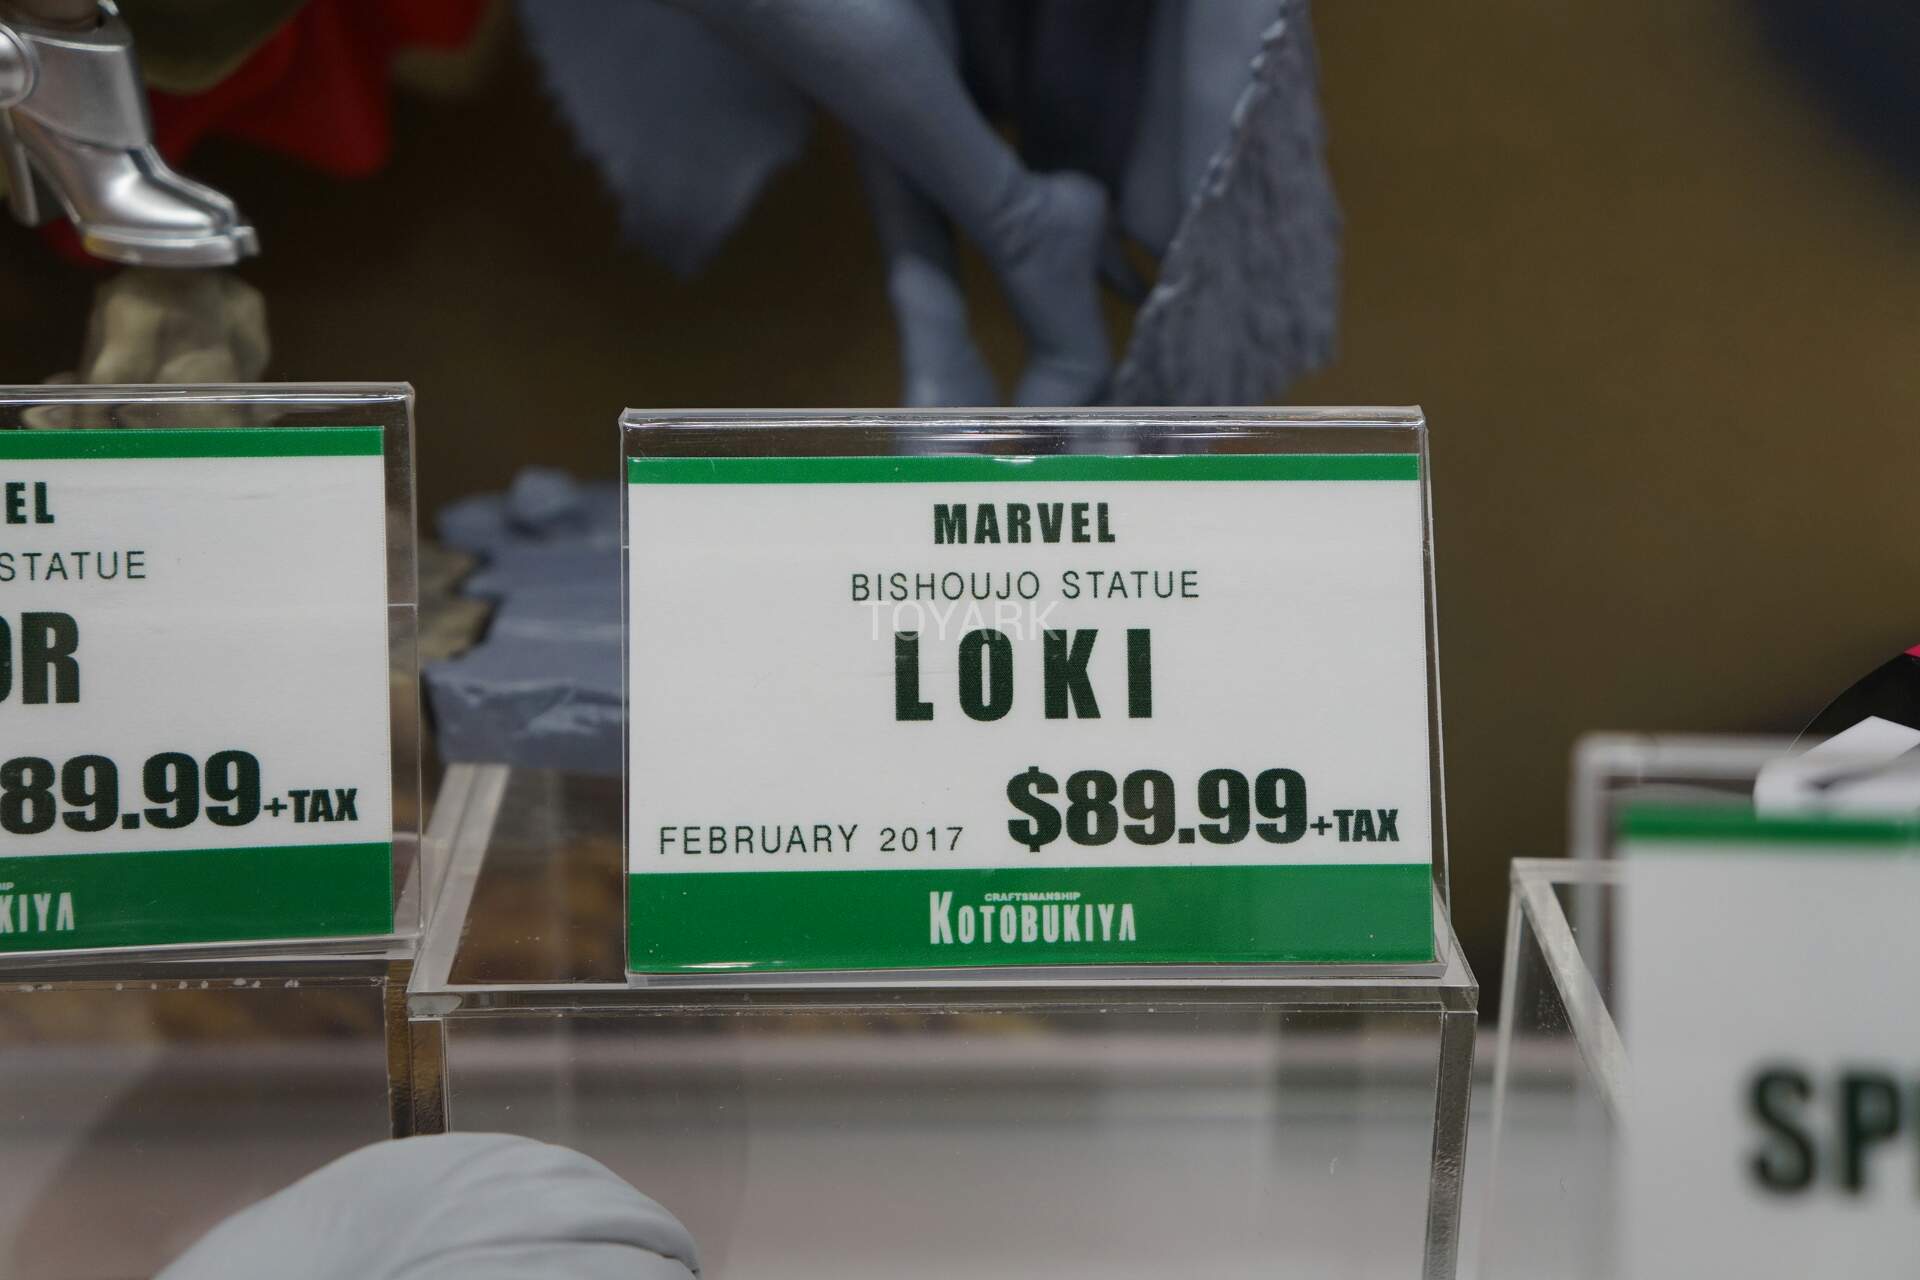 EL
STATUE
OR
89.99+TAX
KIYA
MARVEL
BISHOUJO STATUE
TOYARK
LOKI
FEBRUARY 2017 $89.99+TAX
CRAFTSMANSHIP
KOTOBUKIYA
SP